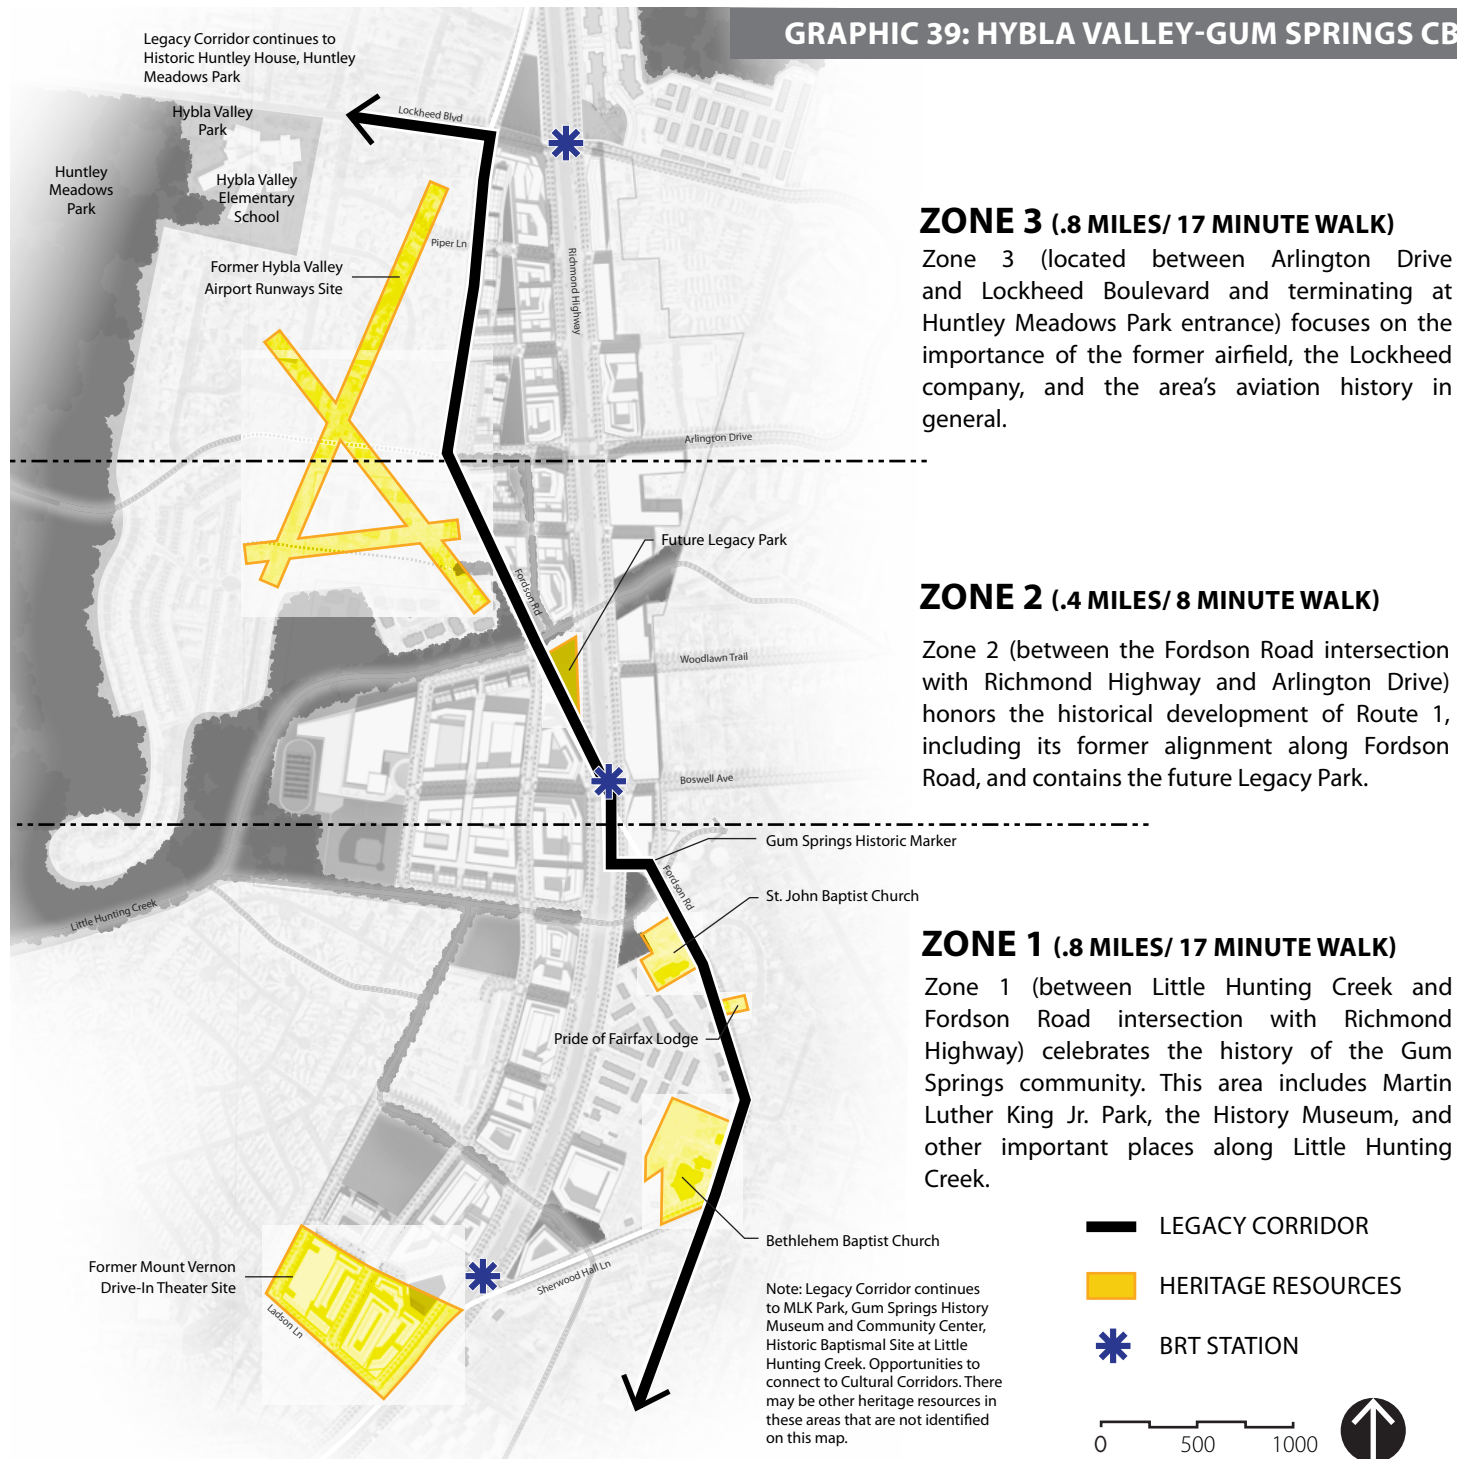 GRAPHIC 39: HYBLA VALLEY-GUM SPRINGS CB
Legacy Corridor continues to
Historic Huntley House, Huntley
Meadows Park
Hybla Valley
Park
Lockheed Blvd
Huntley
Meadows
Park
Hybla Valley
Elementary
School
Piper Ln
Former Hybla Valley
Airport Runways Site
Richmond Highway
Arlington Drive
Future Legacy Park
Fordson Rd
Woodlawn Trail
Boswell Ave
Gum Springs Historic Marker
Fordson Rd
St. John Baptist Church
Little Hunting Creek
Pride of Fairfax Lodge
Bethlehem Baptist Church
Former Mount Vernon
Drive-In Theater Site
Ladson Ln
Sherwood Hall Ln
Note: Legacy Corridor continues
to MLK Park, Gum Springs History
Museum and Community Center,
Historic Baptismal Site at Little
Hunting Creek. Opportunities to
connect to Cultural Corridors. There
may be other heritage resources in
these areas that are not identified
on this map.
ZONE 3 (.8 MILES/ 17 MINUTE WALK)
Zone 3 (located between Arlington Drive
and Lockheed Boulevard and terminating at
Huntley Meadows Park entrance) focuses on the
importance of the former airfield, the Lockheed
company, and the area's aviation history in
general.
ZONE 2 (.4 MILES/ 8 MINUTE WALK)
Zone 2 (between the Fordson Road intersection
with Richmond Highway and Arlington Drive)
honors the historical development of Route 1,
including its former alignment along Fordson
Road, and contains the future Legacy Park.
ZONE 1 (.8 MILES/ 17 MINUTE WALK)
Zone 1 (between Little Hunting Creek and
Fordson Road intersection with Richmond
Highway) celebrates the history of the Gum
Springs community. This area includes Martin
Luther King Jr. Park, the History Museum, and
other important places along Little Hunting
Creek.
LEGACY CORRIDOR
HERITAGE RESOURCES
BRT STATION
0 500 1000